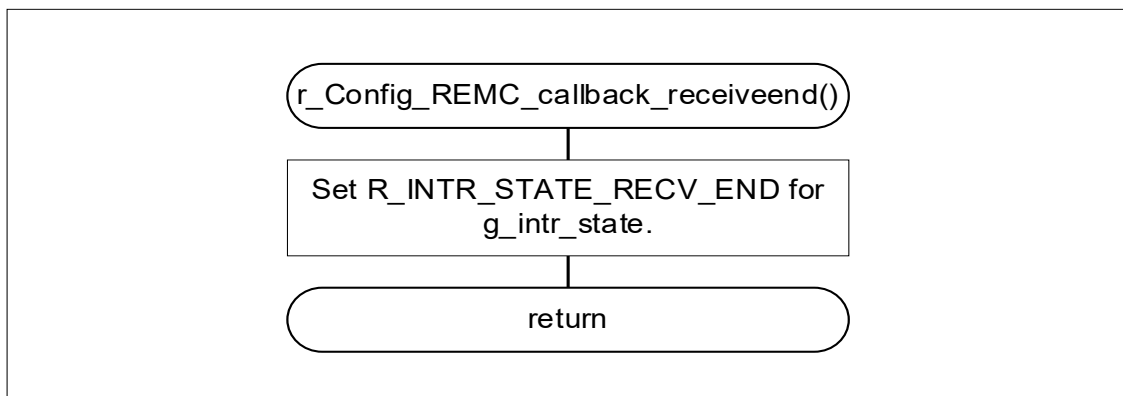 r_Config_REMC_callback_receiveend()
Set R_INTR_STATE_RECV_END for
g_intr_state.
return